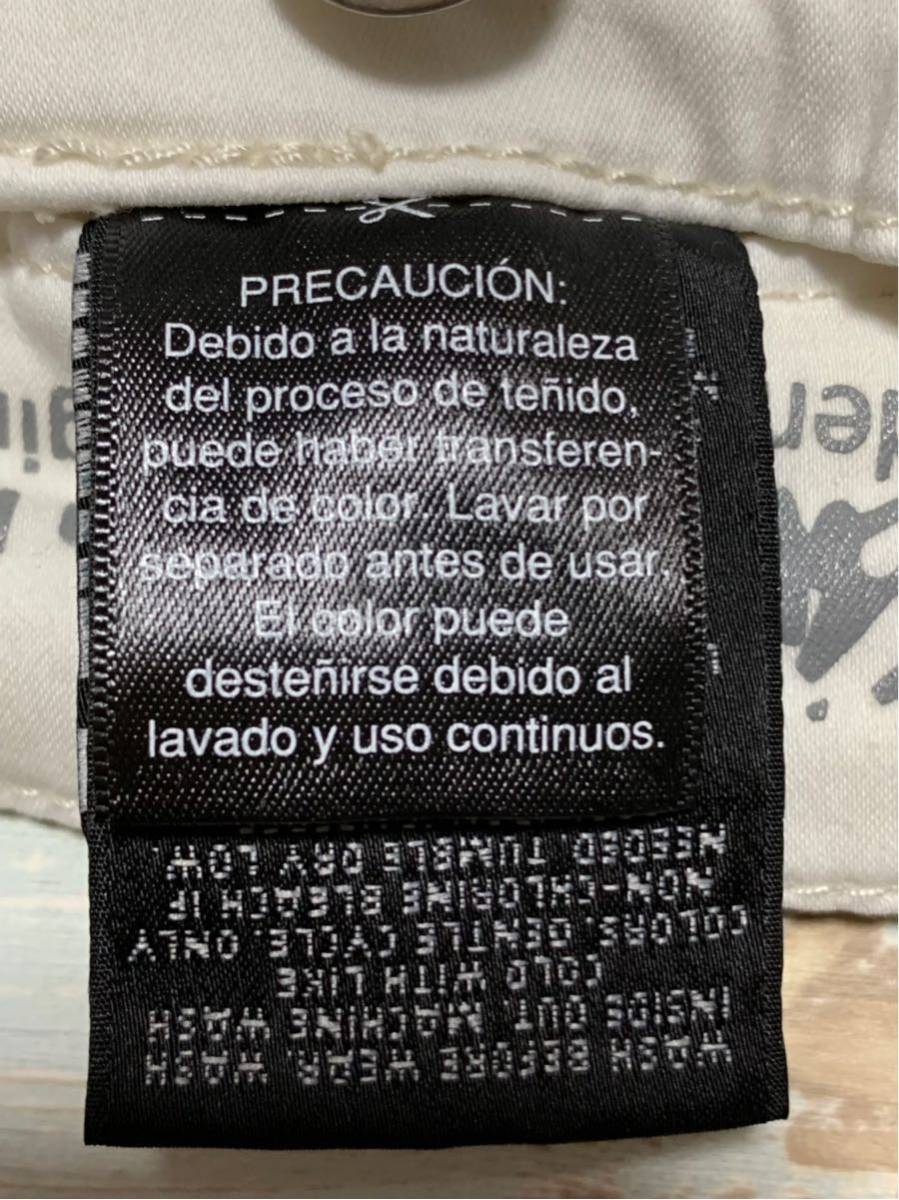 PRECAUCIÓN:
Debido a la naturaleza
del proceso de teñido,
puede haber transferen-
cia de color. Lavar por
separado antes de usar.
El color puede
desteñirse debido al
lavado y uso continuos.
WASH BEFORE WEAR. WASH
INSIDE OUT MACHINE WASH
COLD WITH LIKE
COLORS GENTLE CYCLE ONLY
NON-CHLORINE BLEACH IF
NEEDED TUMBLE DRY LOW.